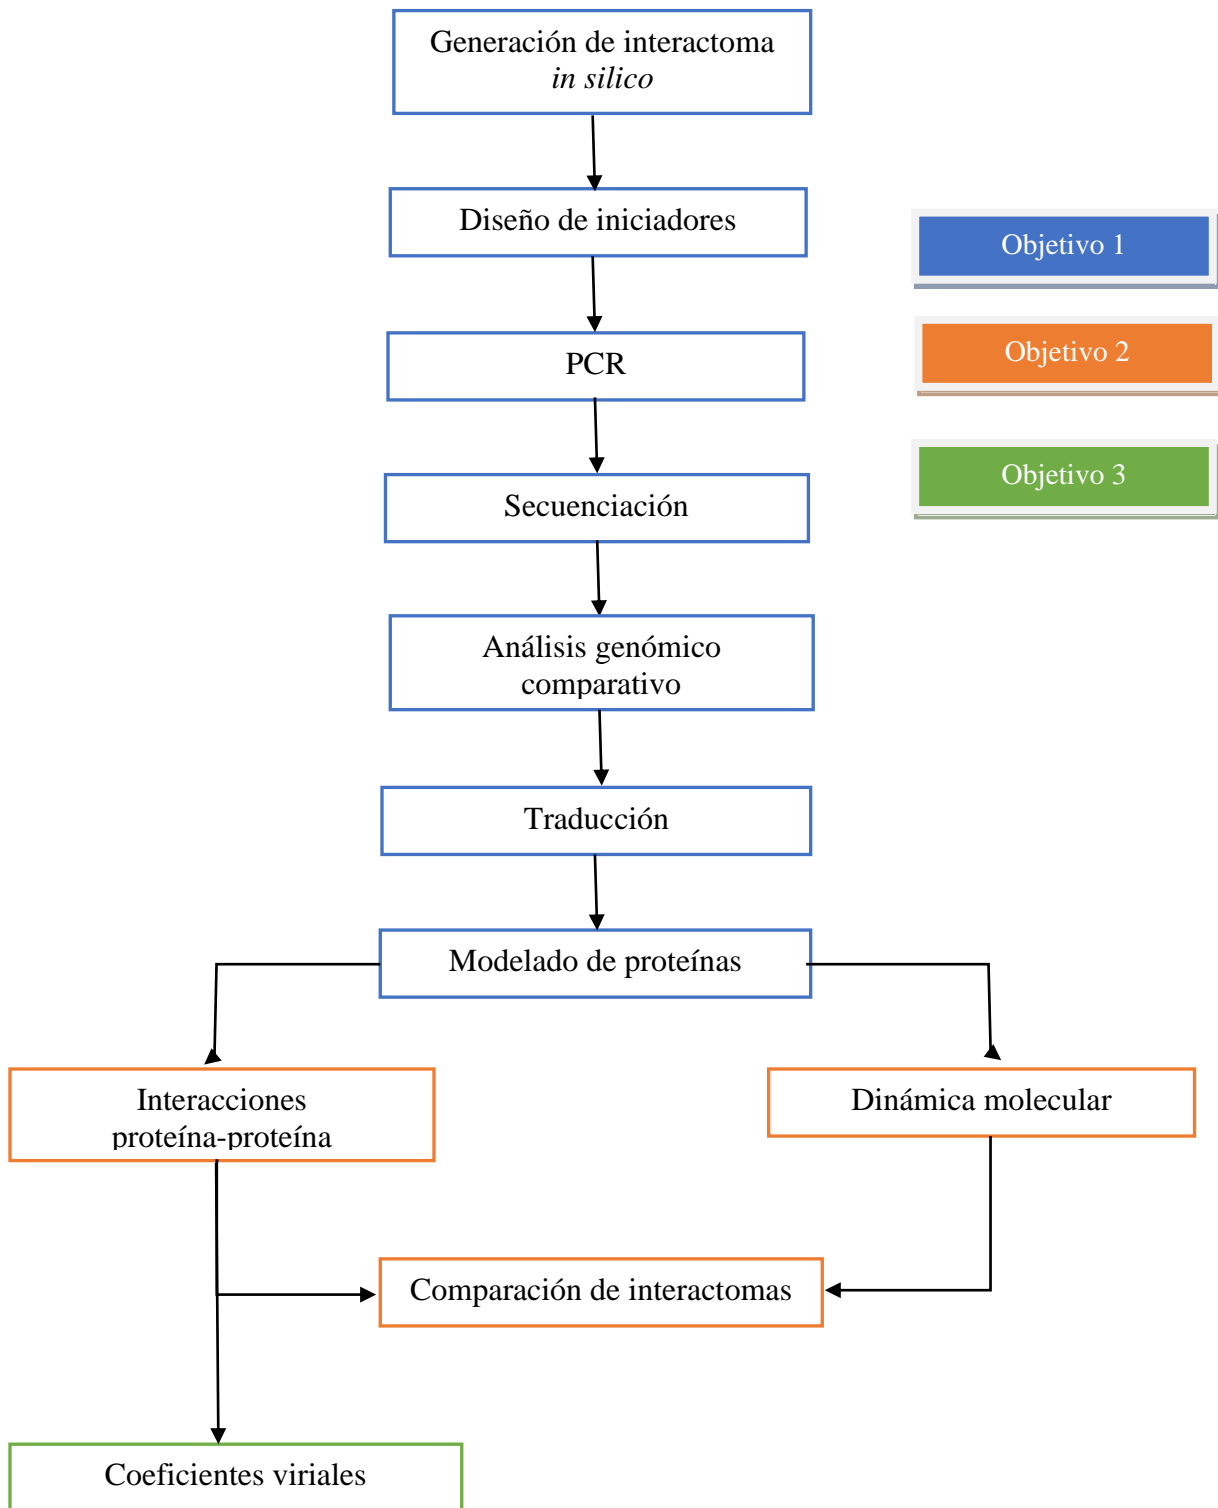 Generación de interactoma
in silico
Diseño de iniciadores
Objetivo 1
Objetivo 2
PCR
Objetivo 3
Secuenciación
Análisis genómico
comparativo
Traducción
Modelado de proteínas
Interacciones
proteína-proteína
Dinámica molecular
Comparación de interactomas
Coeficientes viriales